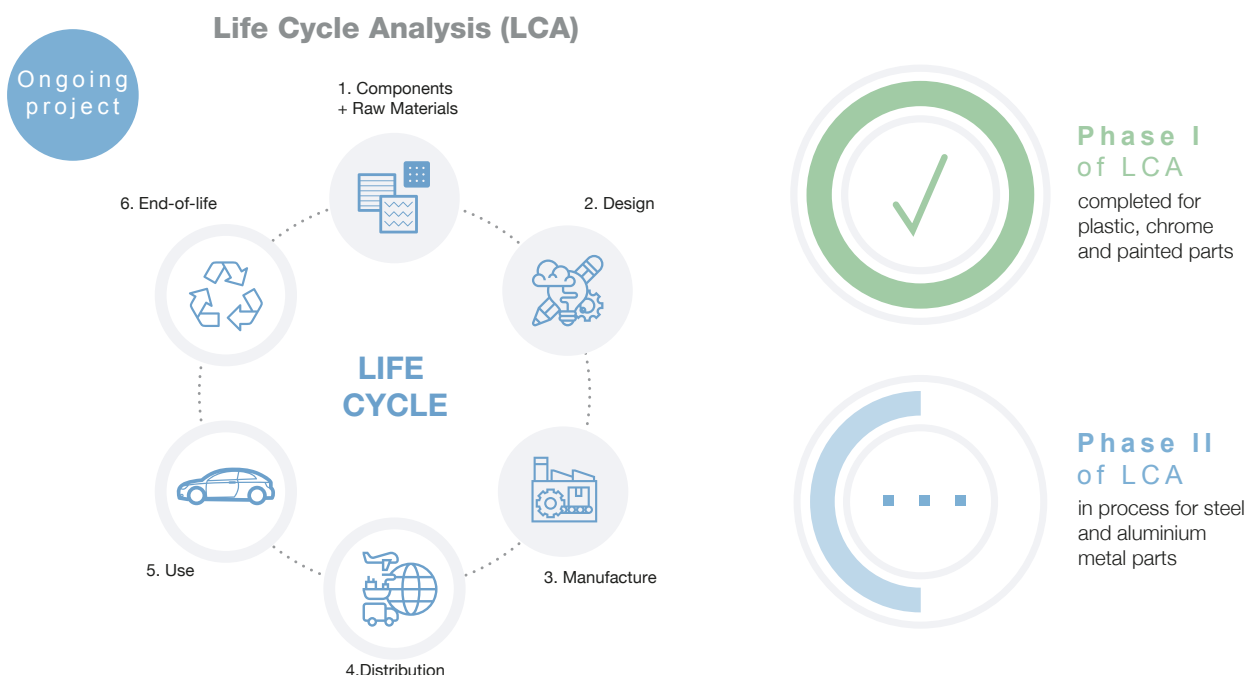 Life Cycle Analysis (LCA)
Ongoing
project
1. Components
+ Raw Materials
2. Design
3. Manufacture
4.Distribution
5. Use
6. End-of-life
LIFE
CYCLE
Phase I
of LCA
completed for
plastic, chrome
and painted parts
Phase II
of LCA
in process for steel
and aluminium
metal parts